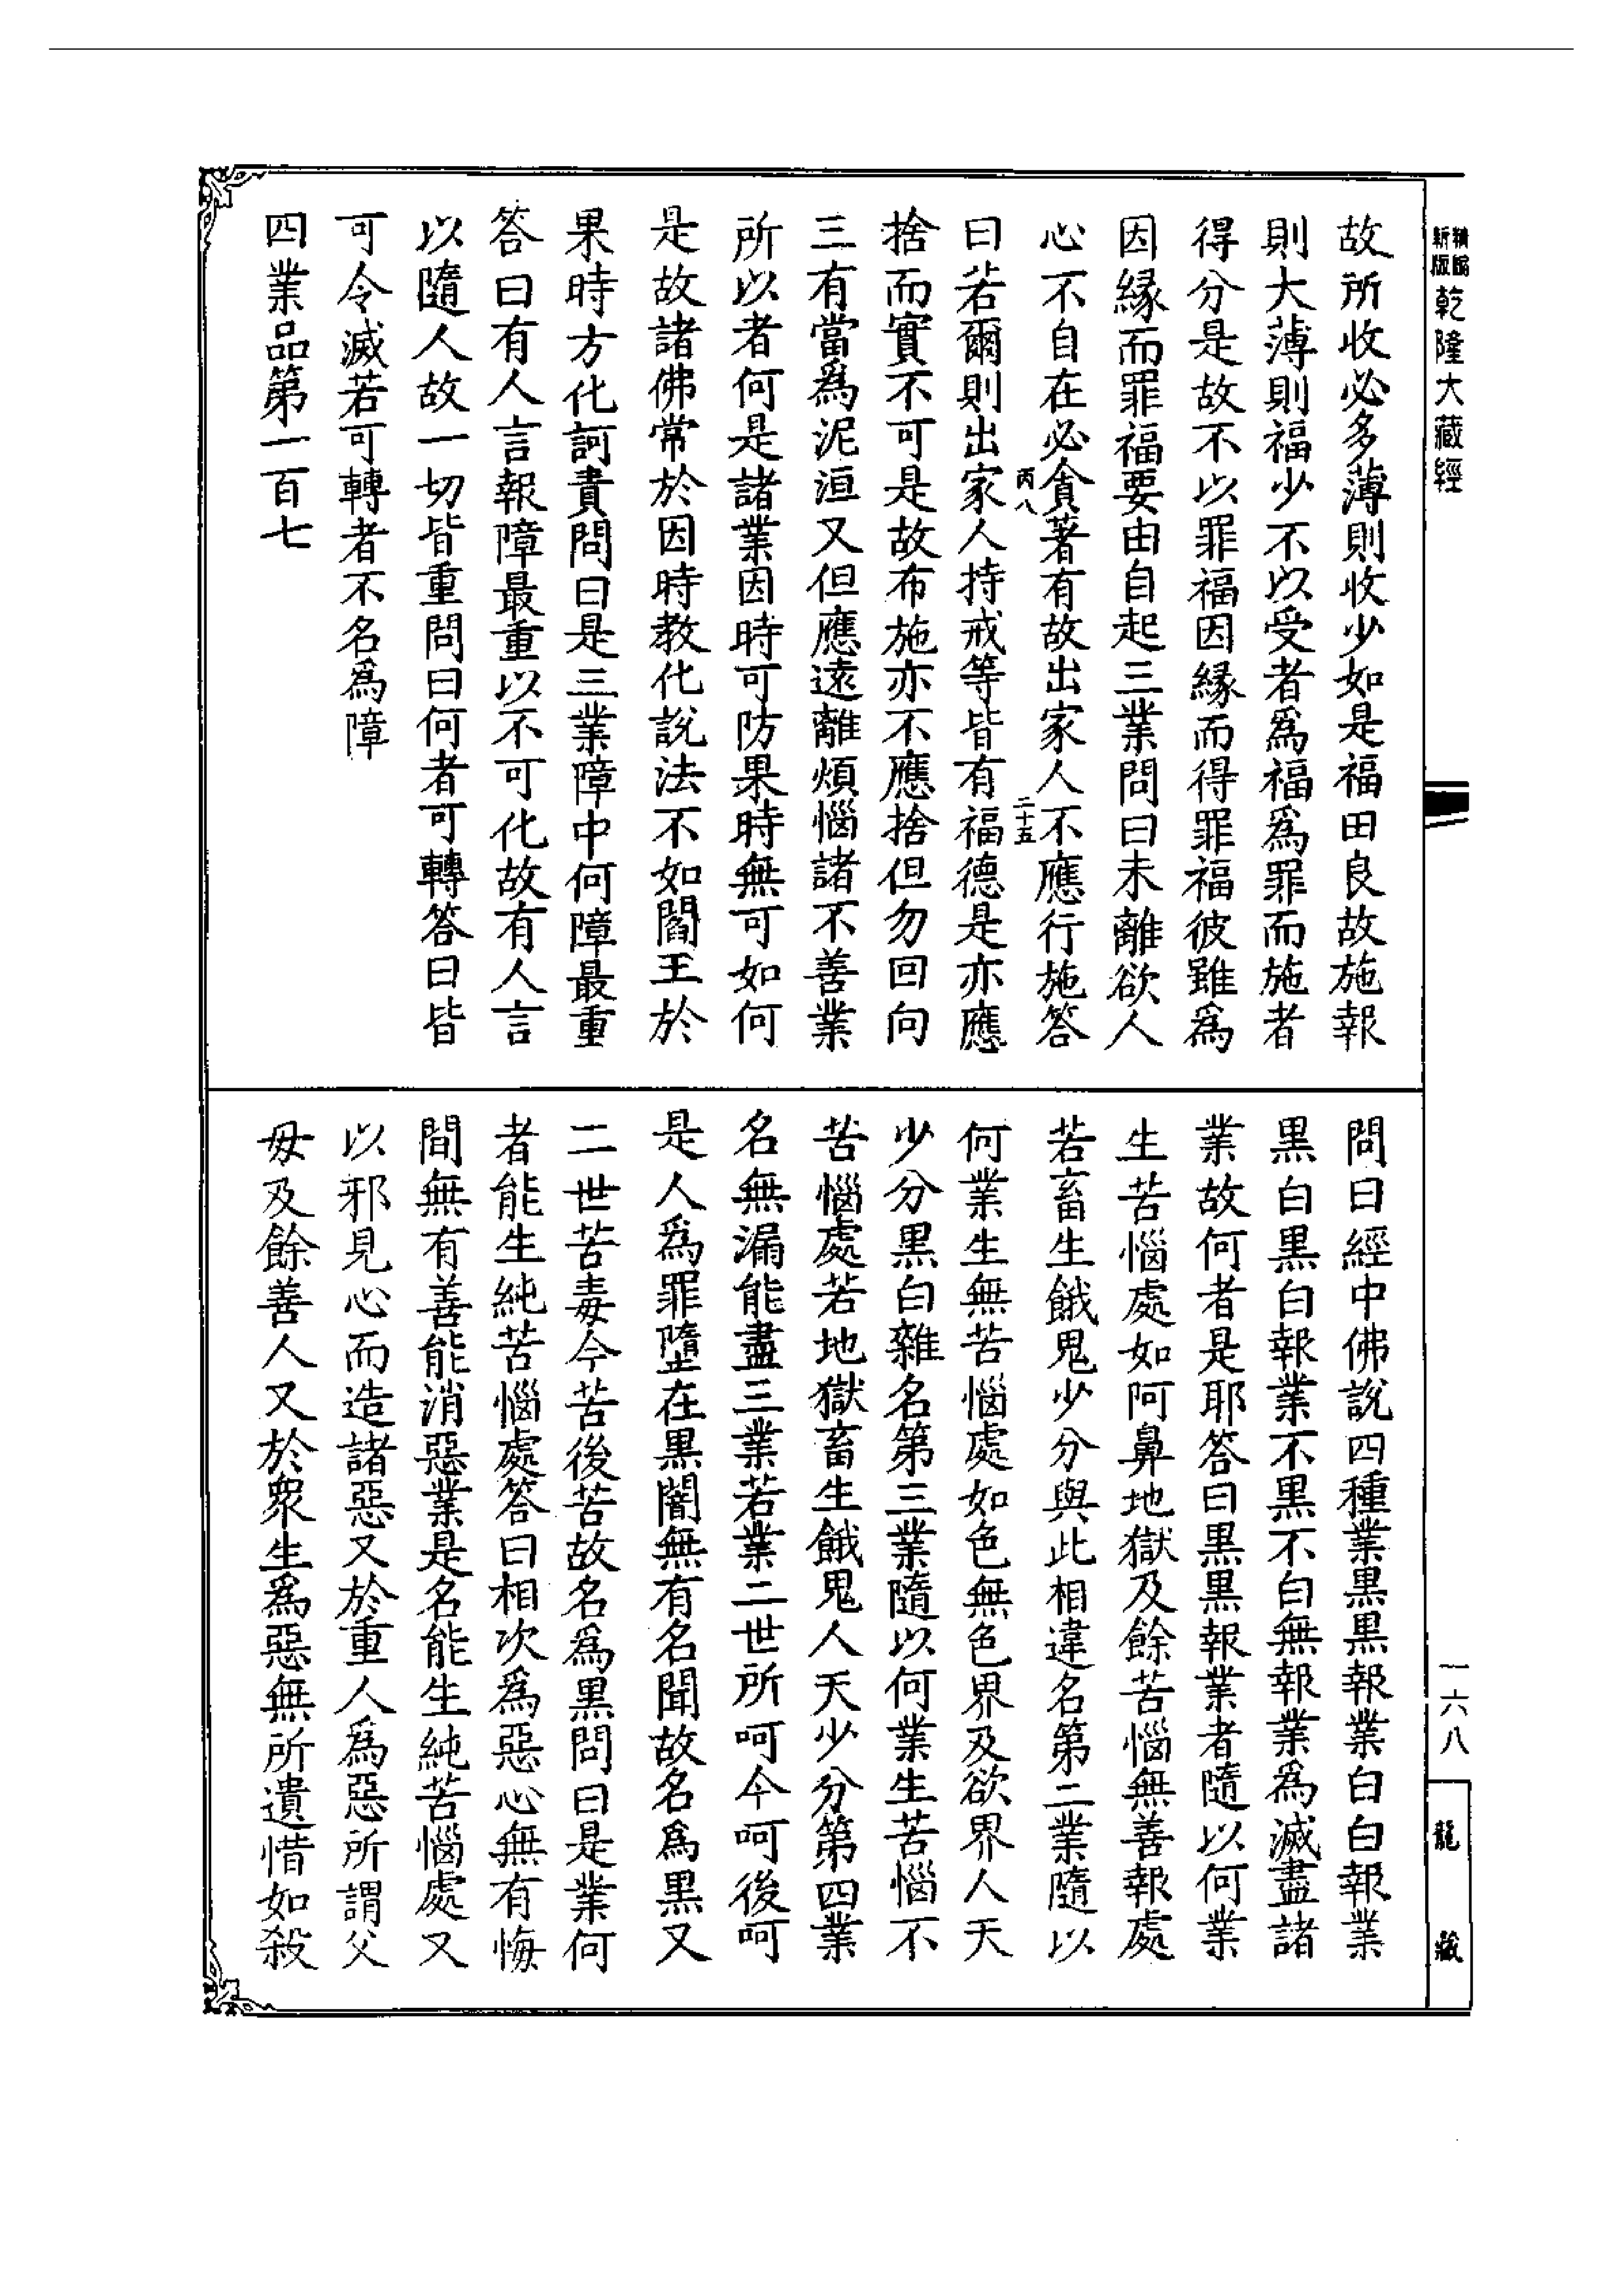 新編
新版
乾隆大藏經
故所收必多薄則收少如是福田良故施報
則大薄則福少不以受者爲福爲罪而施者
得分是故不以罪福因緣而得罪福彼雖爲
因緣而罪福要由自起三業問曰未離欲人
心不自在必貪著有故出家人不應行施答
丙八
二十五
曰若爾則出家人持戒等皆有福德是亦應
捨而實不可是故布施亦不應捨但勿回向
三有當爲泥洹又但應遠離煩惱諸不善業
所以者何是諸業因時可防果時無可如何
是故諸佛常於因時教化說法不如閻王於
果時方化訶責問曰是三業障中何障最重
答曰有人言報障最重以不可化故有人言
以隨人故一切皆重問曰何者可轉答曰皆
可令滅若可轉者不名爲障
四業品第一百七
問曰經中佛說四種業黑黑報業白白報業
黑白黑白報業不黑不白無報業爲滅盡諸
業故何者是耶答曰黑黑報業者隨以何業
生苦惱處如阿鼻地獄及餘苦惱無善報處
若畜生餓鬼少分與此相違名第二業隨以
何業生無苦惱處如色無色界及欲界人天
少分黑白雜名第三業隨以何業生苦惱不
苦惱處若地獄畜生餓鬼人天少分第四業
名無漏能盡三業若業二世所呵今呵後呵
是人爲罪墮在黑闇無有名聞故名爲黑又
二世苦毒今苦後苦故名爲黑問曰是業何
者能生純苦惱處答曰相次爲惡心無有悔
間無有善能消惡業是名能生純苦惱處又
以邪見心而造諸惡又於重人爲惡所謂父
毋及餘善人又於衆生爲惡無所遺惜如殺
一六八
龍藏